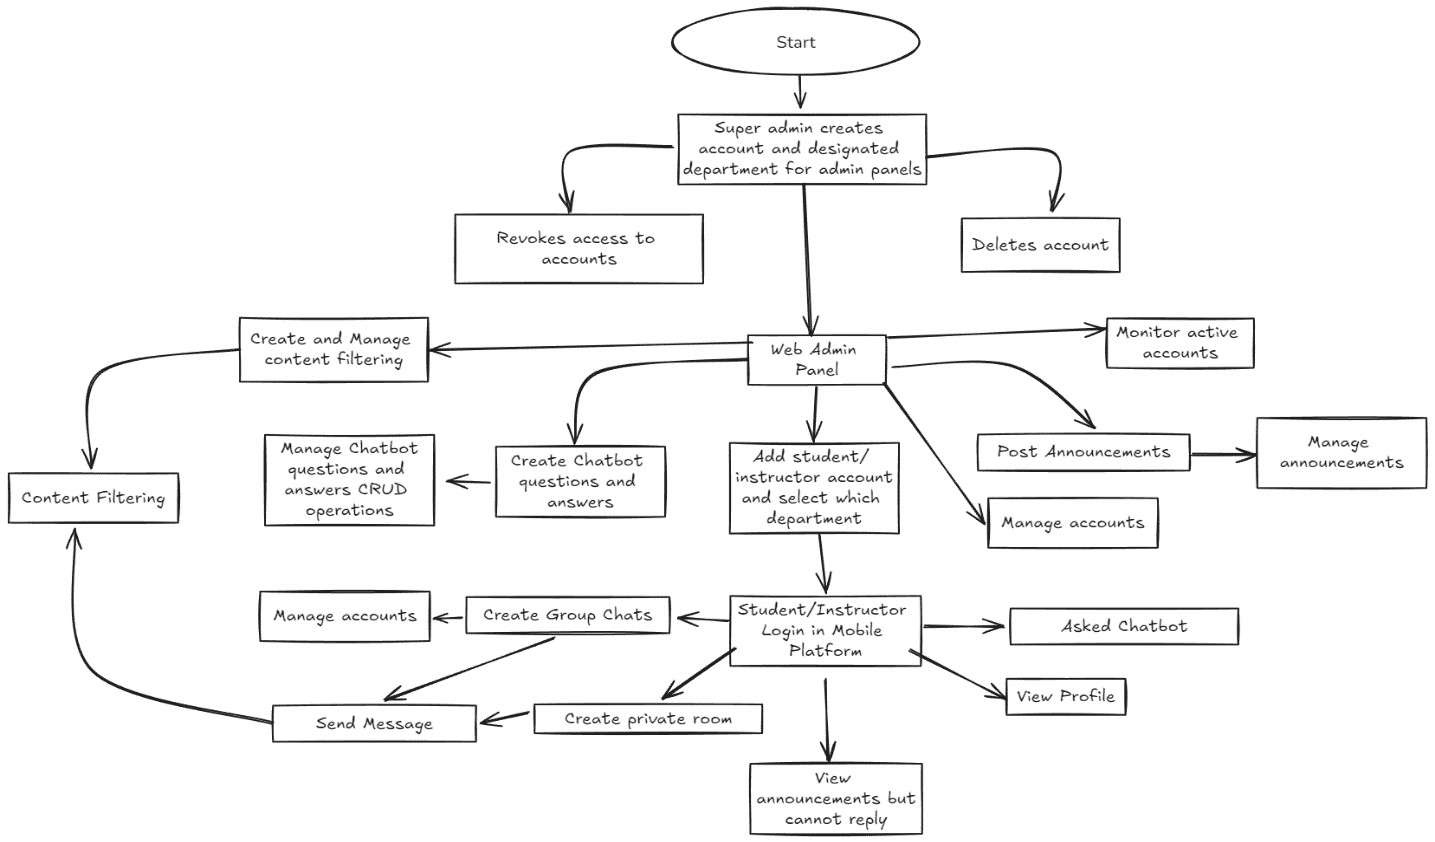 Start
Super admin creates
account and designated
department for admin panels
Revokes access to
accounts
Deletes account
Create and Manage
content filtering
Web Admin
Panel
Monitor active
accounts
Manage Chatbot
questions and
answers CRUD
operations
Create Chatbot
questions and
answers
Add student/
instructor account
and select which
department
Post Announcements
Manage
announcements
Content Filtering
Manage accounts
Manage accounts
Create Group Chats
Student/Instructor
Login in Mobile
Platform
Asked Chatbot
View Profile
Send Message
Create private room
View
announcements but
cannot reply